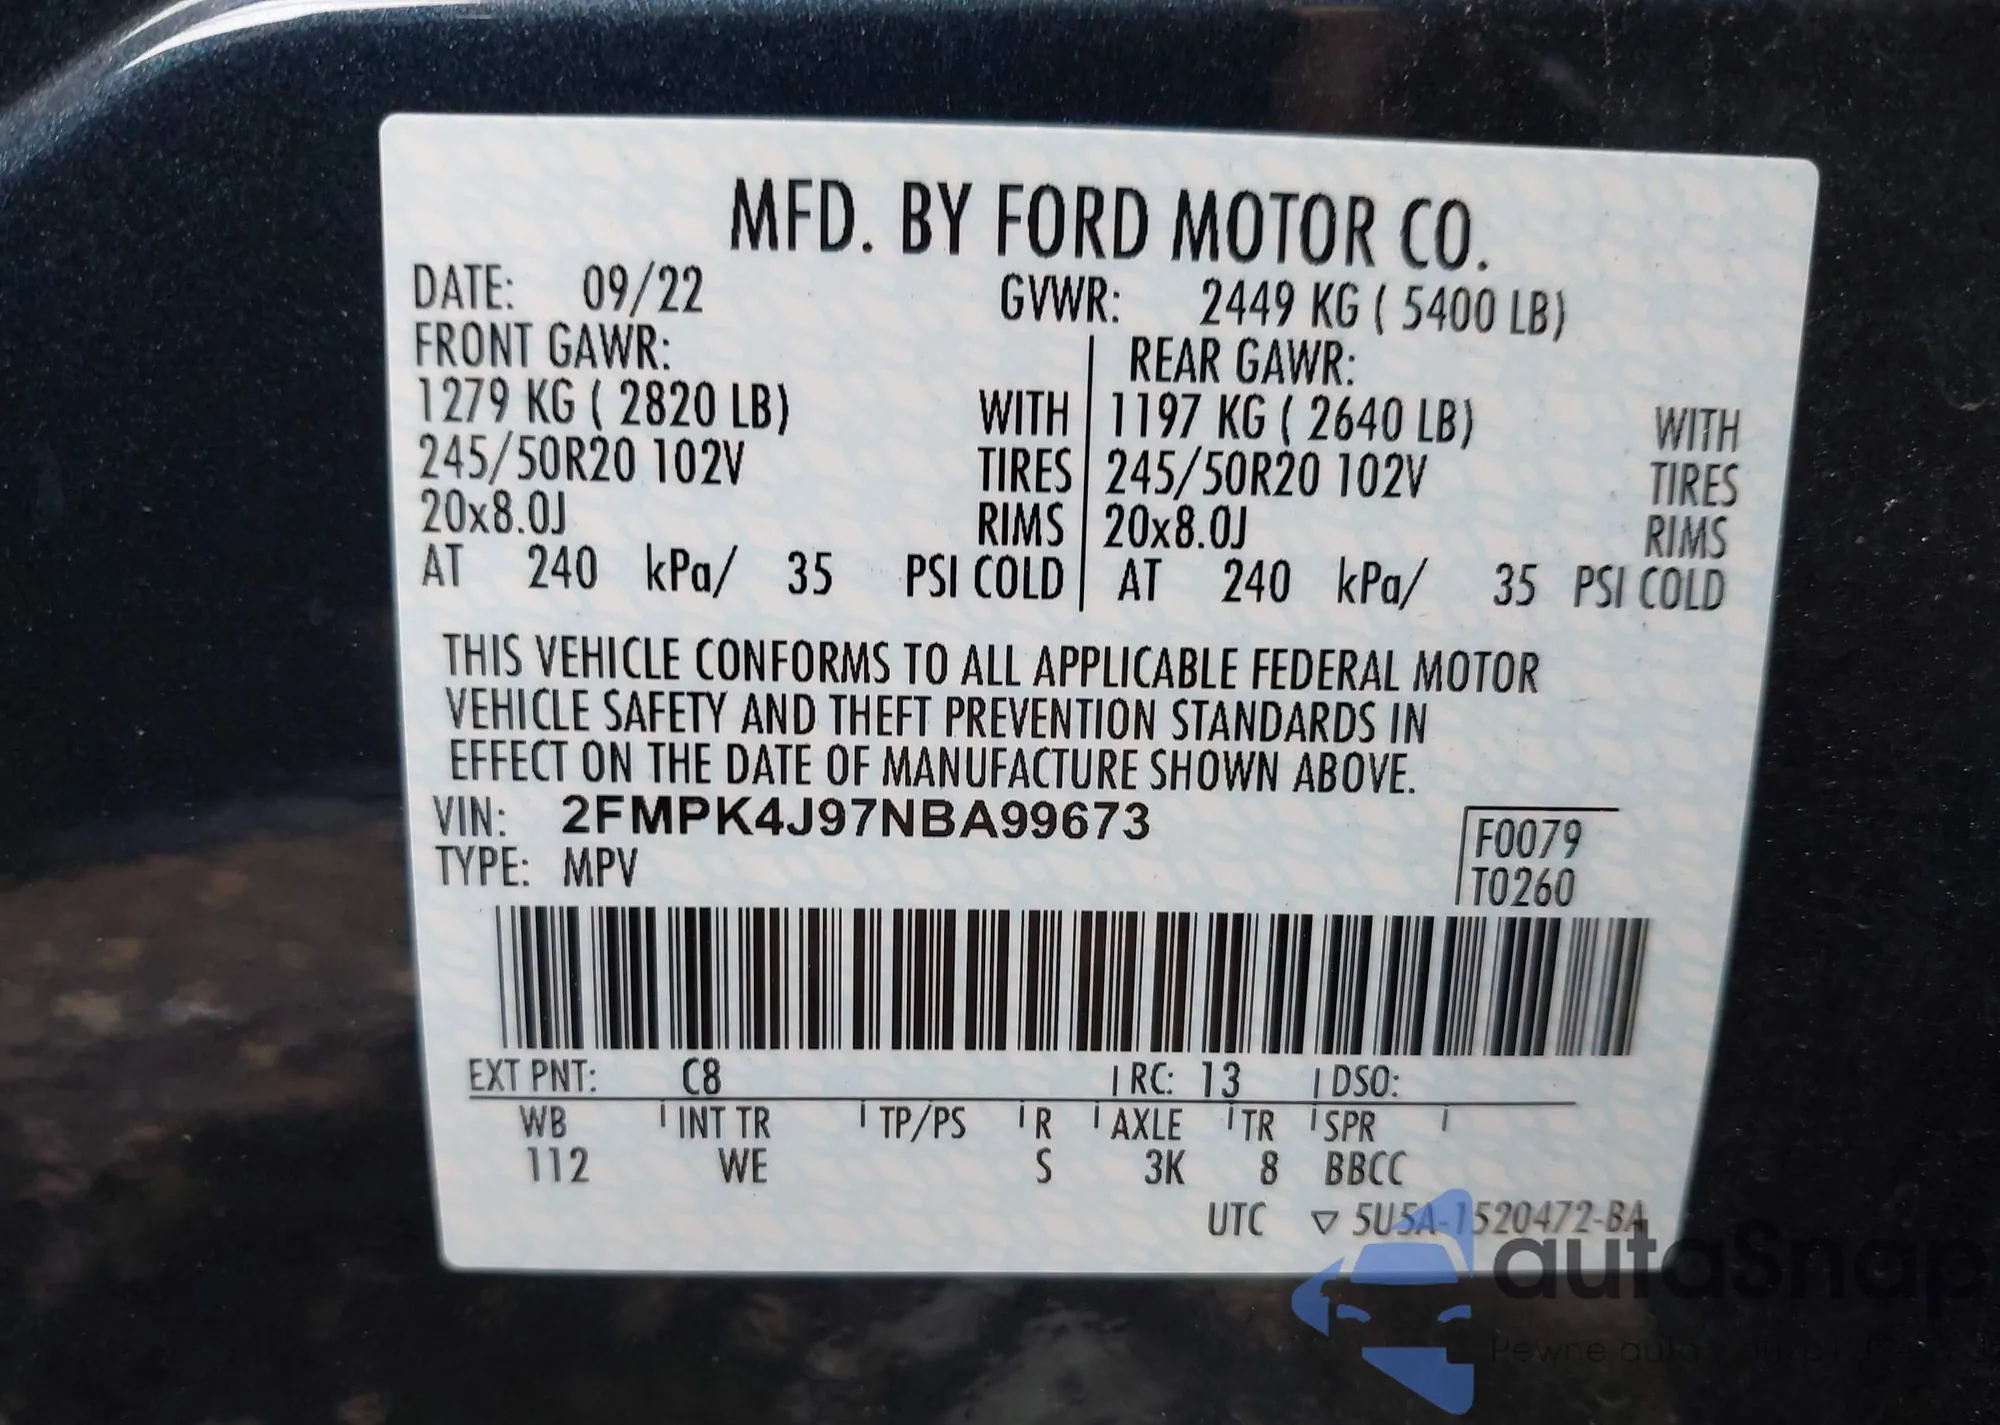 MFD. BY FORD MOTOR CO.
DATE: 09/22 GVWR: 2449 KG ( 5400 LB)
FRONT GAWR: REAR GAWR:
1279 KG ( 2820 LB) WITH 1197 KG ( 2640 LB) WITH
245/50R20 102V TIRES 245/50R20 102V TIRES
20x8.0J RIMS 20x8.0J RIMS
AT 240 kPa/ 35 PSI COLD AT 240 kPa/ 35 PSI COLD
THIS VEHICLE CONFORMS TO ALL APPLICABLE FEDERAL MOTOR
VEHICLE SAFETY AND THEFT PREVENTION STANDARDS IN
EFFECT ON THE DATE OF MANUFACTURE SHOWN ABOVE.
VIN: 2FMPK4J97NBA99673
F0079
TYPE: MPV
T0260
EXT PNT: C8 RC: 13 DSO:
WB INT TR TP/PS R AXLE TR SPR
112 WE S 3K 8 BBCC
UTC ▽ 5U5A-1520472-BA
autaSnap
Pewne auta